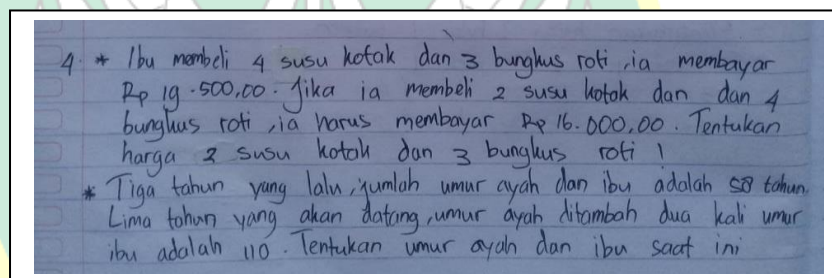 4. * Ibu membeli 4 susu kotak dan 3 bungkus roti, ia membayar
Rp 19.500,00. Jika ia membeli 2 susu kotak dan dan 4
bungkus roti, ia harus membayar Rp 16.000,00. Tentukan
harga 2 susu kotak dan 3 bungkus roti !
* Tiga tahun yang lalu, jumlah umur ayah dan ibu adalah 58 tahun.
Lima tahun yang akan datang, umur ayah ditambah dua kali umur
ibu adalah 110. Tentukan umur ayah dan ibu saat ini